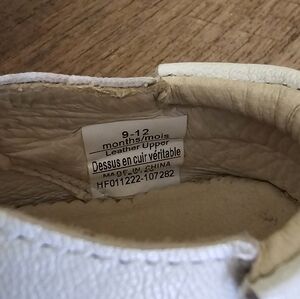 9-12
months/mois
Leather Upper
Dessus en cuir véritable
MADE IN CHINA
HF011222-107282